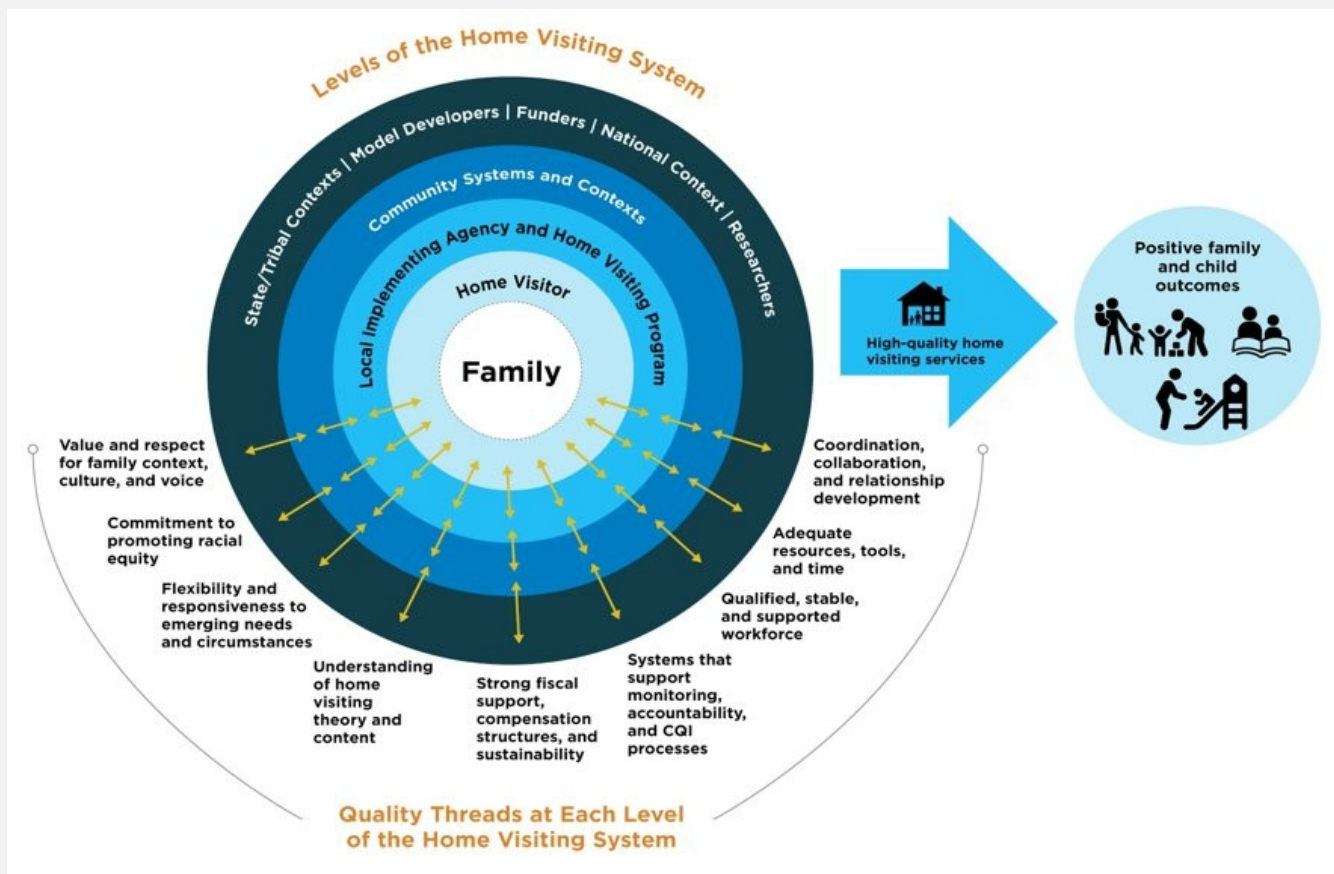 Levels of the Home Visiting System
State/Tribal Contexts | Model Developers | Funders | National Context | Researchers
Community Systems and Contexts
Local Implementing Agency and Home Visiting Program
Home Visitor
Family
High-quality home
visiting services
Positive family
and child
outcomes
Value and respect
for family context,
culture, and voice
Commitment to
promoting racial
equity
Flexibility and
responsiveness to
emerging needs
and circumstances
Understanding
of home
visiting
theory and
content
Strong fiscal
support,
compensation
structures, and
sustainability
Systems that
support
monitoring,
accountability,
and CQI
processes
Qualified, stable,
and supported
workforce
Adequate
resources, tools,
and time
Coordination,
collaboration,
and relationship
development
Quality Threads at Each Level
of the Home Visiting System